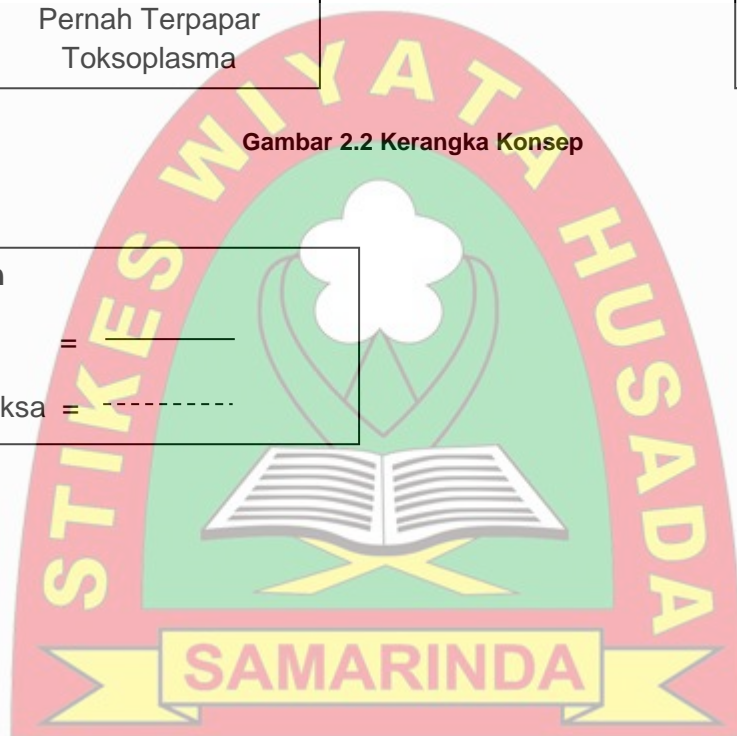 Pernah Terpapar
Toksoplasma
Gambar 2.2 Kerangka Konsep
=
ksa =
STIKES WIYATA HUSADA
SAMARINDA